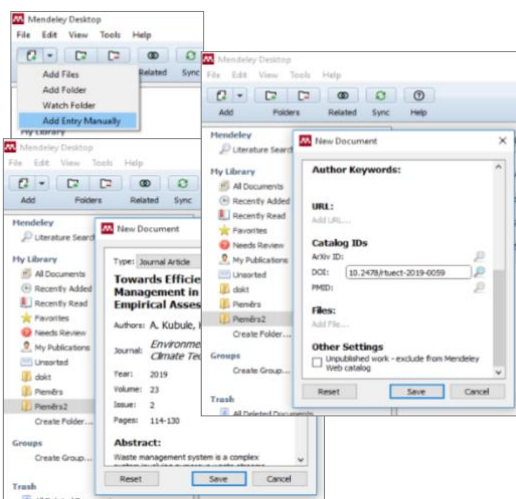 Mendeley Desktop
File Edit View Tools Help
Related Sync
Add Files
Add Folder
Watch Folder
Add Entry Manually
My Library
Mendeley Desktop
File Edit View Tools Help
Add Folders Related Sync Help
Mendeley
Literature Search
My Library
All Documents
Recently Added
Recently Read
Favorites
Needs Review
My Publications
Unsorted
dokt
Piemērs
Piemērs2
Create Folder...
Groups
Create Group...
Trash
All Deleted Documents
New Document
Author Keywords:
URL:
Add URL...
Catalog IDs
ArXiv ID:
DOI: 10.2478/rtuect-2019-0059
PMID:
Files:
Add File...
Other Settings
Unpublished work - exclude from Mendeley
Web catalog
Reset Save Cancel
Mendeley Desktop
File Edit View Tools Help
Add Folders Related Sync
Mendeley
Literature Search
My Library
All Documents
Recently Added
Recently Read
Favorites
Needs Review
My Publications
Unsorted
dokt
Piemērs
Piemērs2
Create Folder...
Groups
Create Group...
Trash
New Document
Type: Journal Article
Towards Efficie
Management in
Empirical Asses
Authors: A. Kubule,
Journal: Environme
Climate Tec
Year: 2019
Volume: 23
Issue: 2
Pages: 114-130
Abstract:
Waste management system is a complex
system involving numerous waste streams
Reset Save Cancel